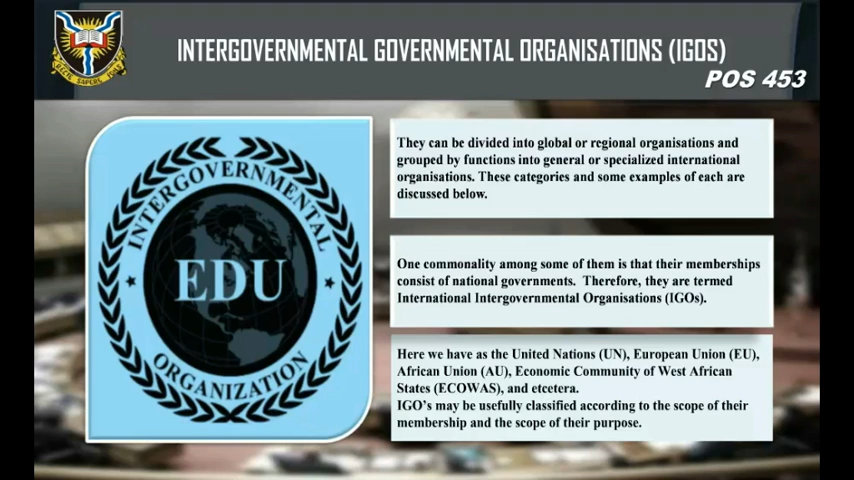 INTERGOVERNMENTAL GOVERNMENTAL ORGANISATIONS (IGOS)
POS 453
RECTE SAPERE FONS
INTERGOVERNMENTAL
EDU
ORGANIZATION
They can be divided into global or regional organisations and
grouped by functions into general or specialized international
organisations. These categories and some examples of each are
discussed below.
One commonality among some of them is that their memberships
consist of national governments. Therefore, they are termed
International Intergovernmental Organisations (IGOs).
Here we have as the United Nations (UN), European Union (EU),
African Union (AU), Economic Community of West African
States (ECOWAS), and etcetera.
IGO's may be usefully classified according to the scope of their
membership and the scope of their purpose.